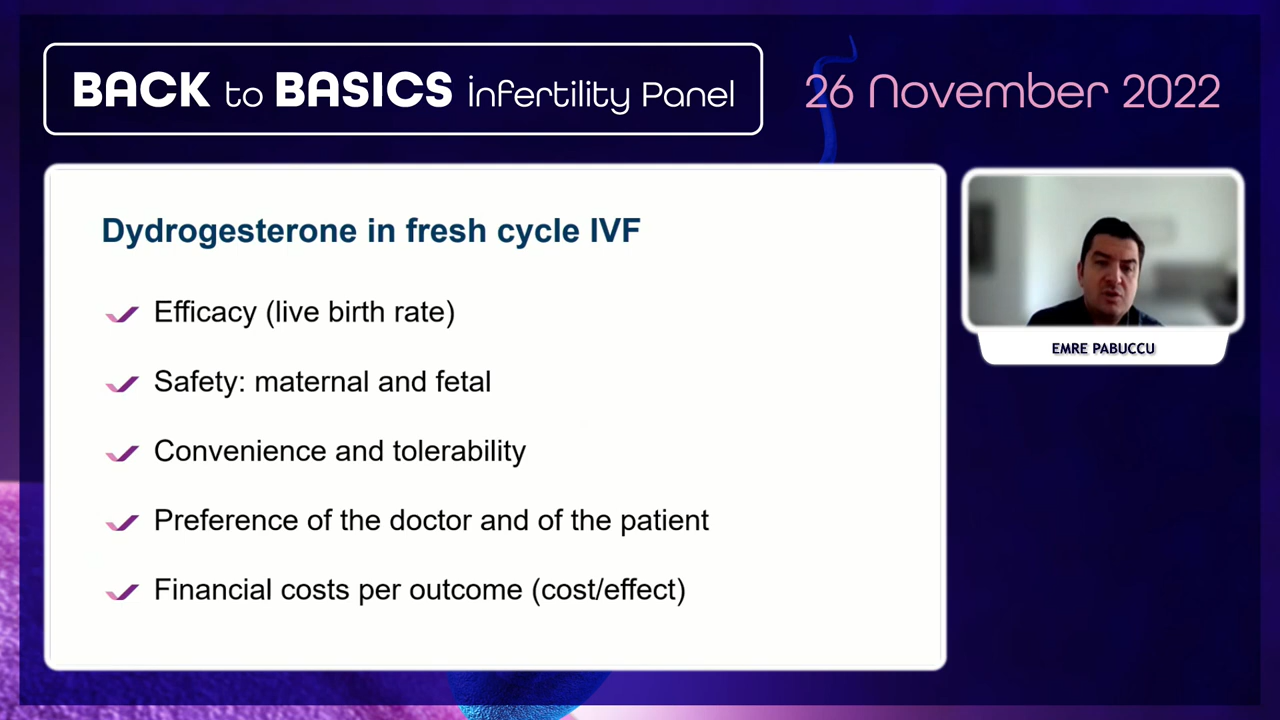 BACK to BASICS infertility Panel
26 November 2022
Dydrogesterone in fresh cycle IVF
Efficacy (live birth rate)
Safety: maternal and fetal
Convenience and tolerability
Preference of the doctor and of the patient
Financial costs per outcome (cost/effect)
EMRE PABUCCU